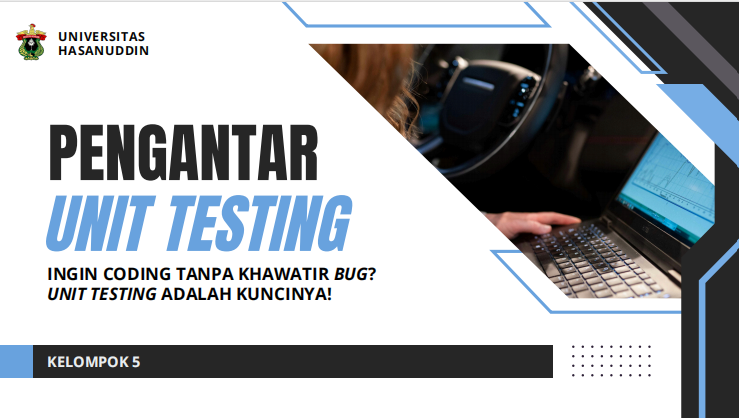 UNIVERSITAS
HASANUDDIN
PENGANTAR
UNIT TESTING
INGIN CODING TANPA KHAWATIR BUG?
UNIT TESTING ADALAH KUNCINYA!
KELOMPOK 5